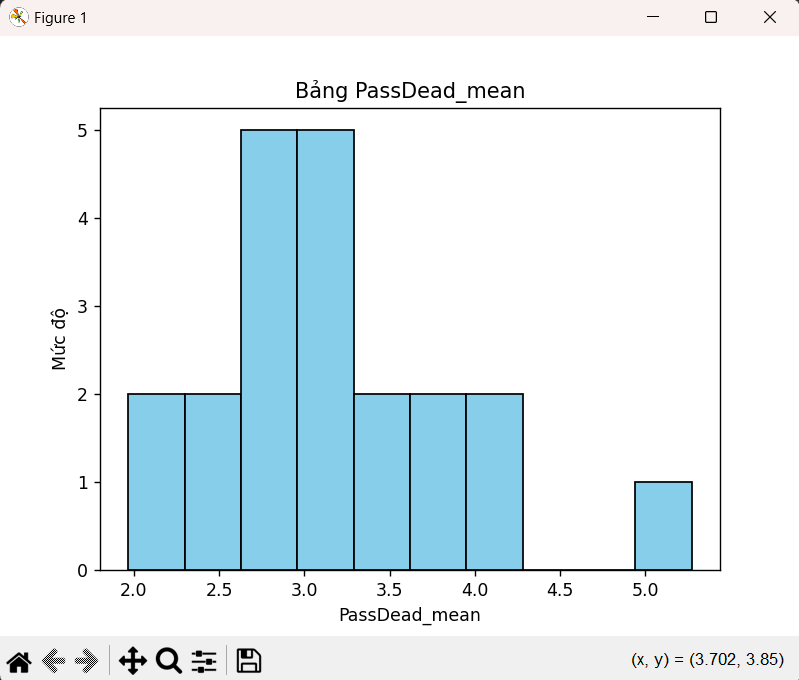 Figure 1
Bảng PassDead_mean
5
4
3
2
1
0
Mức độ
2.0 2.5 3.0 3.5 4.0 4.5 5.0
PassDead_mean
(x, y) = (3.702, 3.85)